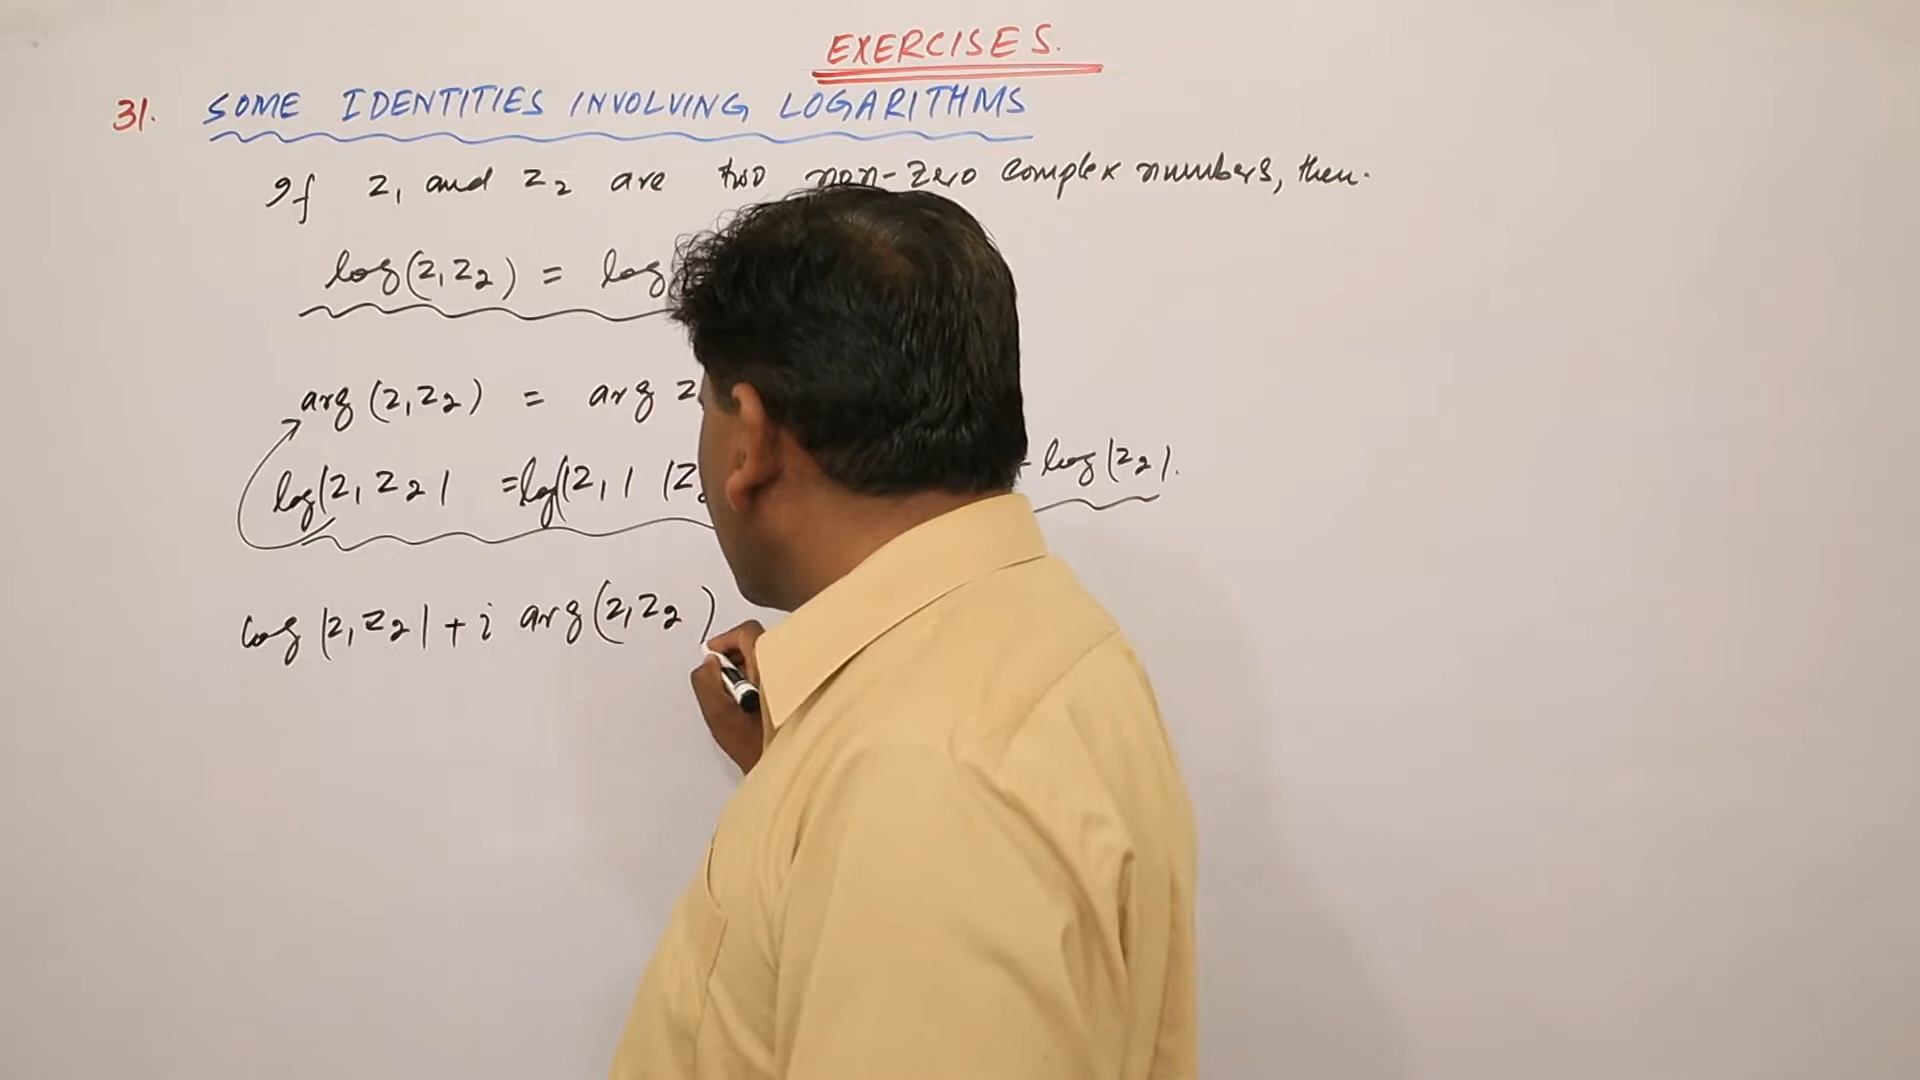 EXERCISES.
31. SOME IDENTITIES INVOLVING LOGARITHMS
If z₁ and z₂ are two non-zero complex numbers, then.
log(z₁z₂) = log(
arg(z₁z₂) = arg z
log|z₁z₂| = log(|z₁| |z₂ - log|z₂|.
log|z₁z₂| + i arg(z₁z₂)